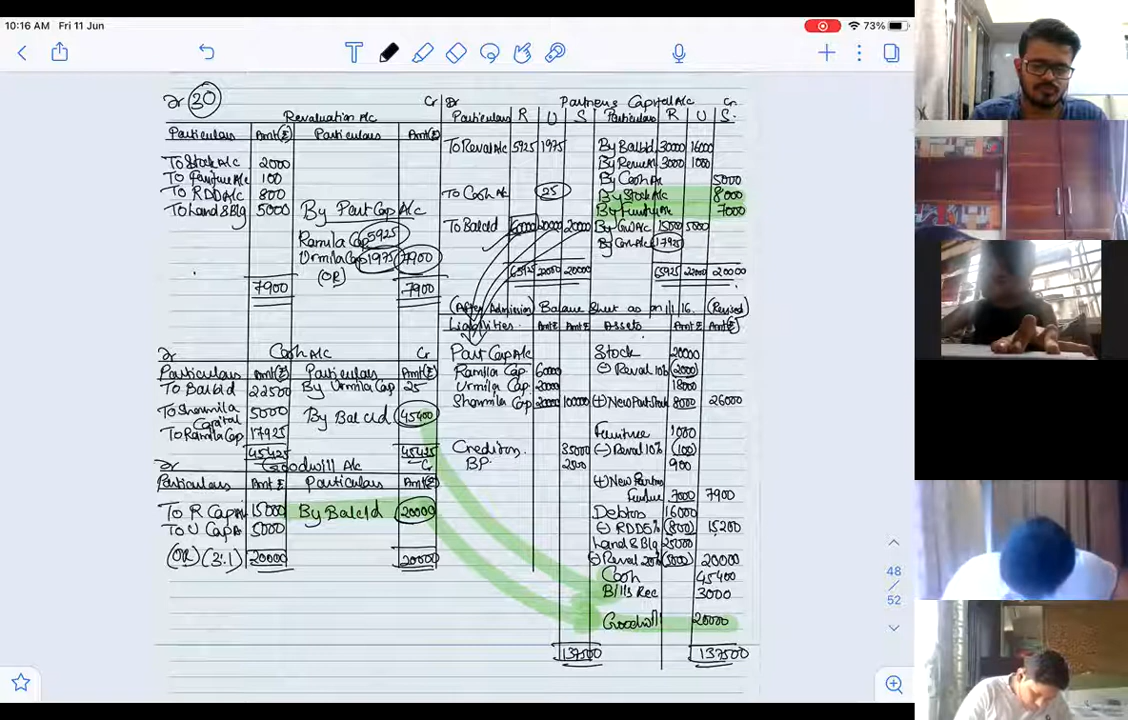 10:16 AM Fri 11 Jun
73%
Dr 30 Cr
Revaluation A/c
Particulars Amt(₹) Particulars Amt(₹)
To Stock A/c 2000
To Furniture A/c 100
To RDD A/c 800
To Land & Blg 5000 By Part Cap A/c
Ramila Cap 5925
Urmila Cap 1975 7900
(OR)
7900 7900
Dr Partners Capital A/c Cr
Particulars R U S Particulars R U S
To Reval A/c 5925 1975 By Bal b/d 30000 16000
3000 1000
By Cash A/c 5000
To Cash A/c 25 By Stock A/c 8000
By Furniture A/c 7000
To Bal c/d 60000 20000 20000 By G/w A/c 15000 5000
By Cash A/c 17925
65925 22000 20000 65925 22000 20000
(After Admission) Balance Sheet as on 1/1/16 (Revised)
Liabilities Amt ₹ Amt ₹ Assets Amt ₹ Amt(₹)
Part Cap A/c Stock 20000
Ramila Cap 60000 (-) Reval 10% (2000)
Urmila Cap 20000 18000
Sharmila Cap 20000 100000 (+) New Part Stock 8000 26000
Furniture 1000
Creditors 35000 (-) Reval 10% (100)
BP 2500 900
(+) New Partner
Furniture 7000 7900
Debtors 16000
(-) RDD 5% (800) 15200
Land & Blg 25000
(-) Reval 20% (5000) 20000
Cash 45400
Bills Rec 3000
Goodwill 20000
137500 137500
Dr Cash A/c Cr
Particulars Amt(₹) Particulars Amt(₹)
To Bal b/d 22500 By Urmila Cap 25
To Sharmila Capital 5000 By Bal c/d 45400
To Ramila Cap 17925
45425 45425
Dr Goodwill A/c Cr
Particulars Amt ₹ Particulars Amt(₹)
To R Cap A/c 15000 By Bal c/d 20000
To U Cap A/c 5000
(OR) (3:1) 20000 20000
48
/
52